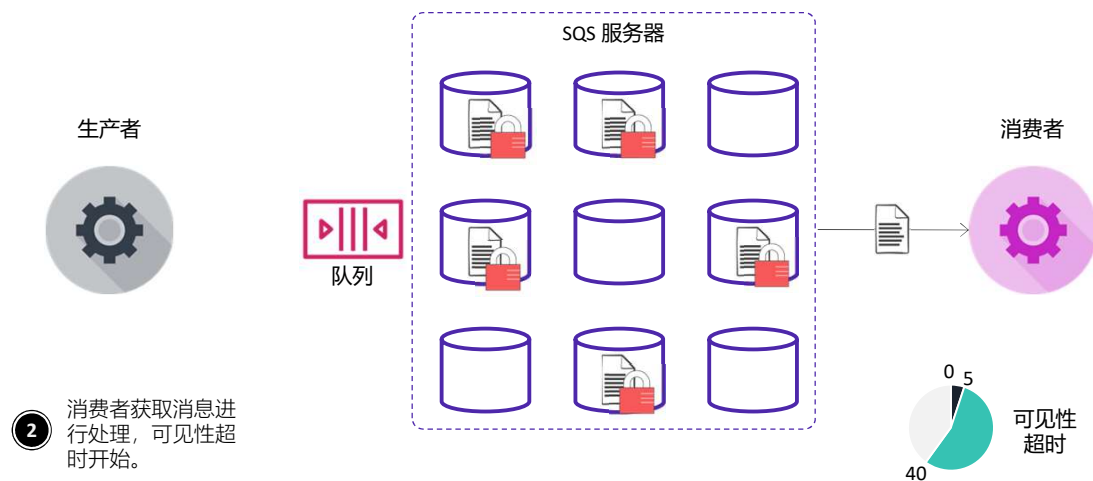 SQS 服务器
生产者
消费者
队列
2
消费者获取消息进
行处理，可见性超
时开始。
0
5
40
可见性
超时